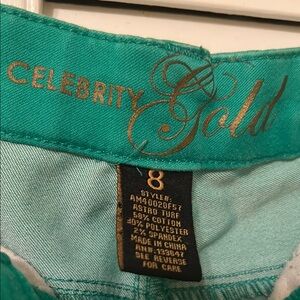 CELEBRITY Gold
8
STYLE#:
AM40020F57
ASTRO TURF
58% COTTON
40% POLYESTER
2% SPANDEX
MADE IN CHINA
RN#:133847
SEE REVERSE
FOR CARE